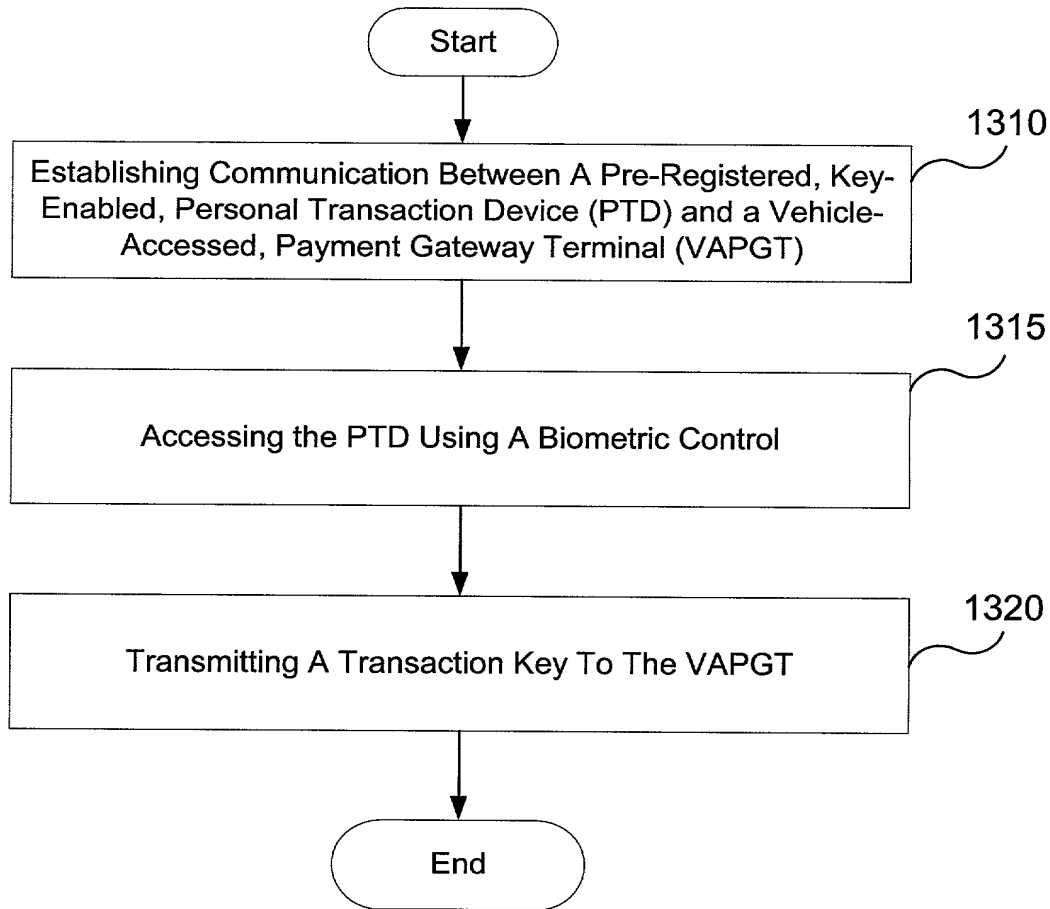 Start
1310
Establishing Communication Between A Pre-Registered, Key-
Enabled, Personal Transaction Device (PTD) and a Vehicle-
Accessed, Payment Gateway Terminal (VAPGT)
1315
Accessing the PTD Using A Biometric Control
1320
Transmitting A Transaction Key To The VAPGT
End